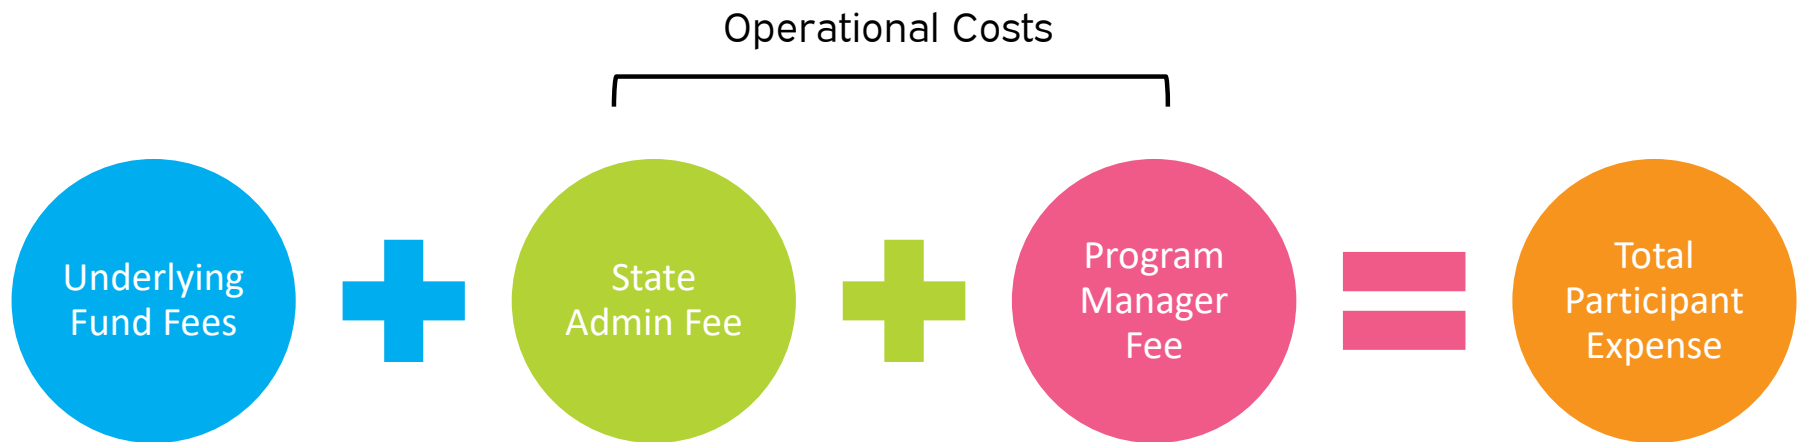 Operational Costs
Underlying
Fund Fees
State
Admin Fee
Program
Manager
Fee
Total
Participant
Expense